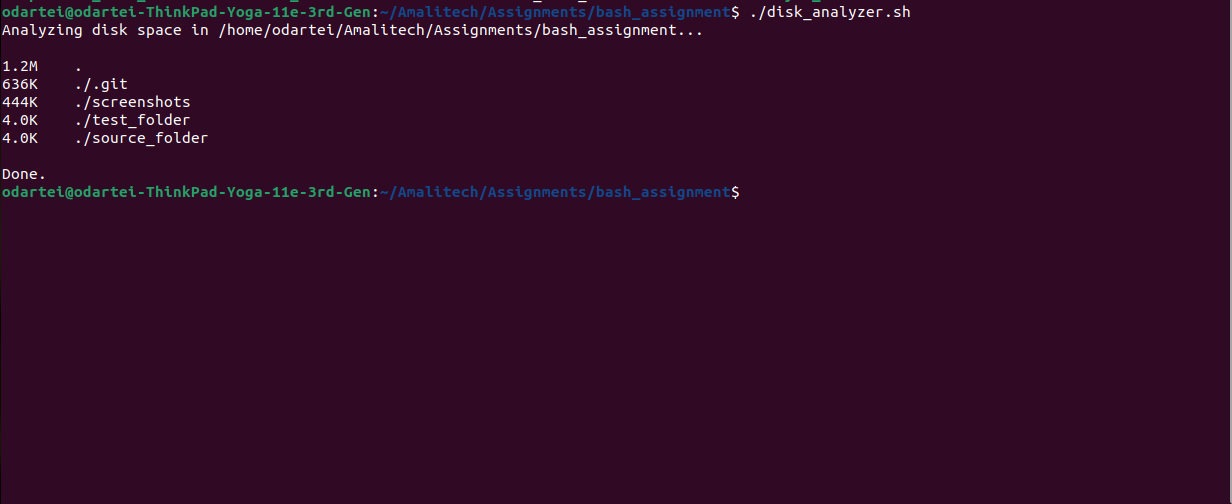 odartei@odartei-ThinkPad-Yoga-11e-3rd-Gen:~/Amalitech/Assignments/bash_assignment$ ./disk_analyzer.sh
Analyzing disk space in /home/odartei/Amalitech/Assignments/bash_assignment...
1.2M    .
636K    ./.git
444K    ./screenshots
4.0K    ./test_folder
4.0K    ./source_folder
Done.
odartei@odartei-ThinkPad-Yoga-11e-3rd-Gen:~/Amalitech/Assignments/bash_assignment$